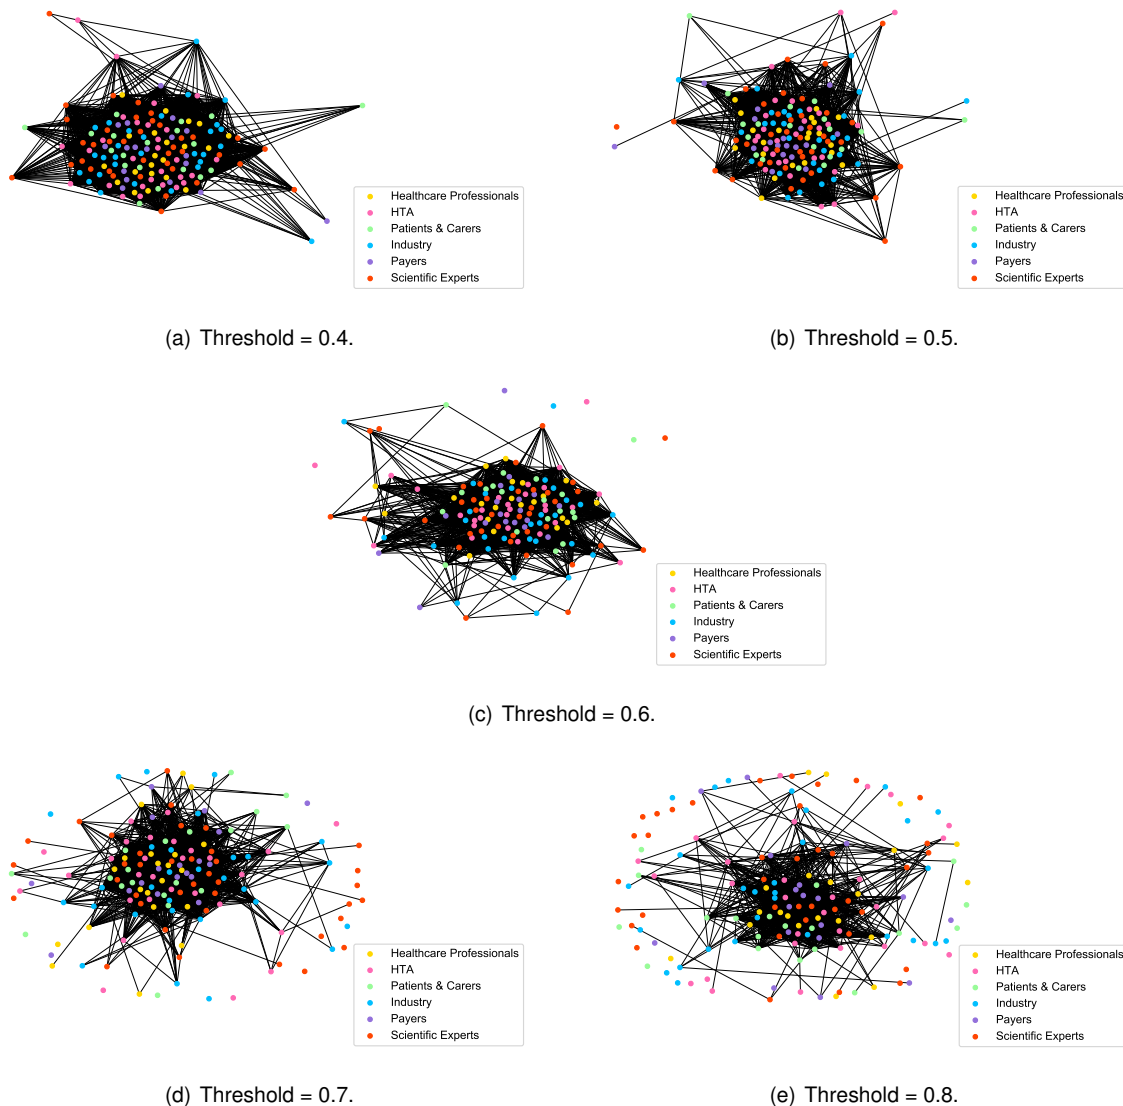 Healthcare Professionals
HTA
Patients & Carers
Industry
Payers
Scientific Experts
(a) Threshold = 0.4.
Healthcare Professionals
HTA
Patients & Carers
Industry
Payers
Scientific Experts
(b) Threshold = 0.5.
Healthcare Professionals
HTA
Patients & Carers
Industry
Payers
Scientific Experts
(c) Threshold = 0.6.
Healthcare Professionals
HTA
Patients & Carers
Industry
Payers
Scientific Experts
(d) Threshold = 0.7.
Healthcare Professionals
HTA
Patients & Carers
Industry
Payers
Scientific Experts
(e) Threshold = 0.8.